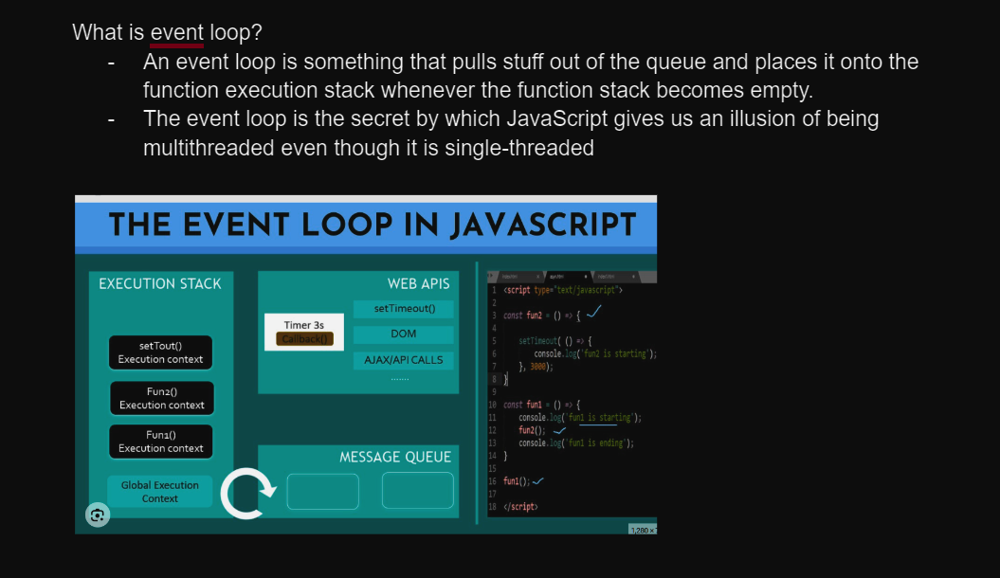 What is event loop?
- An event loop is something that pulls stuff out of the queue and places it onto the
function execution stack whenever the function stack becomes empty.
- The event loop is the secret by which JavaScript gives us an illusion of being
multithreaded even though it is single-threaded
THE EVENT LOOP IN JAVASCRIPT
EXECUTION STACK
setTout()
Execution context
Fun2()
Execution context
Fun1()
Execution context
Global Execution
Context
WEB APIS
Timer 3s
Callback()
setTimeout()
DOM
AJAX/API CALLS
.......
MESSAGE QUEUE
1 <script type="text/javascript">
2
3 const fun2 = () => {
4
5 setTimeout( () => {
6 console.log('fun2 is starting');
7 }, 3000);
8 }
9
10 const fun1 = () => {
11 console.log('fun1 is starting');
12 fun2();
13 console.log('fun1 is ending');
14 }
15
16 fun1();
17
18 </script>
1,280 ×